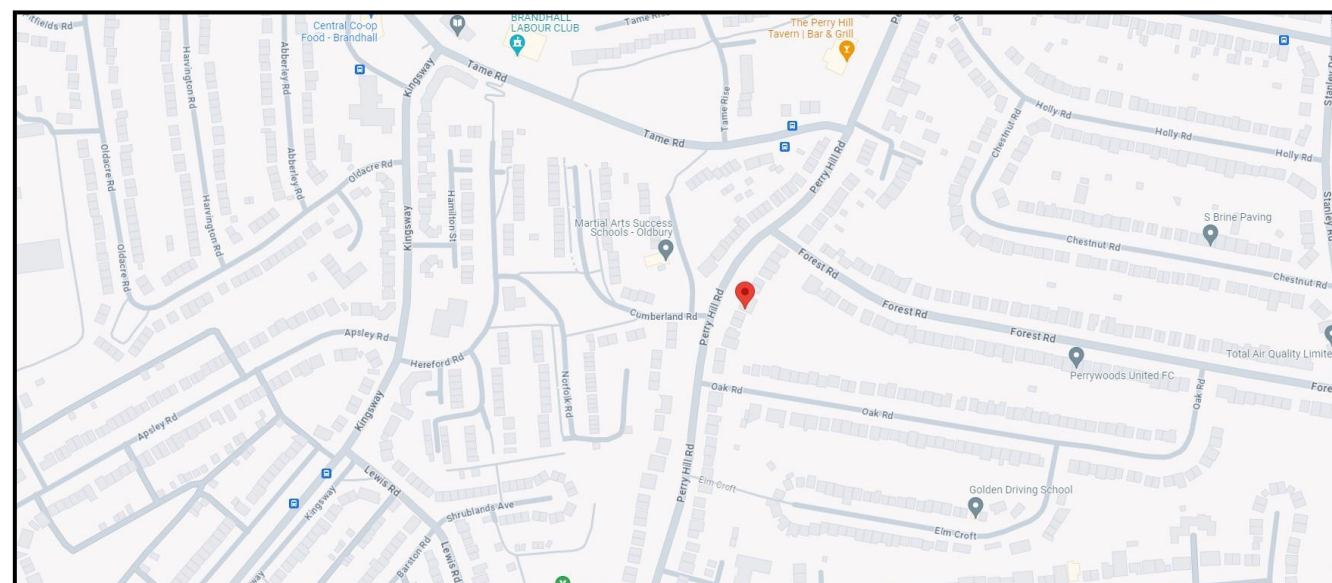 Central Co-op
Food - Brandhall
BRANDHALL
LABOUR CLUB
Tame Rise
The Perry Hill
Tavern | Bar & Grill
Harvington Rd
Abberley Rd
Kingsway
Tame Rd
Tame Rise
Stanley Rd
Holly Rd
Chestnut Rd
Holly Rd
Holly Rd
Tame Rd
Perry Hill Rd
Oldacre Rd
Oldacre Rd
Abberley Rd
Harvington Rd
Hamilton St
Kingsway
Martial Arts Success
Schools - Oldbury
S Brine Paving
Stanley Rd
Chestnut Rd
Chestnut Rd
Oldacre Rd
Forest Rd
Forest Rd
Forest Rd
Perry Hill Rd
Cumberland Rd
Apsley Rd
Hereford Rd
Total Air Quality Limite
Perrywoods United FC
Fore
Norfolk Rd
Oak Rd
Oak Rd
Oak Rd
Apsley Rd
Kingsway
Perry Hill Rd
Lewis Rd
Elm Croft
Golden Driving School
Kingsway
Shrublands Ave
Elm Croft
Barston Rd
Lewis Rd